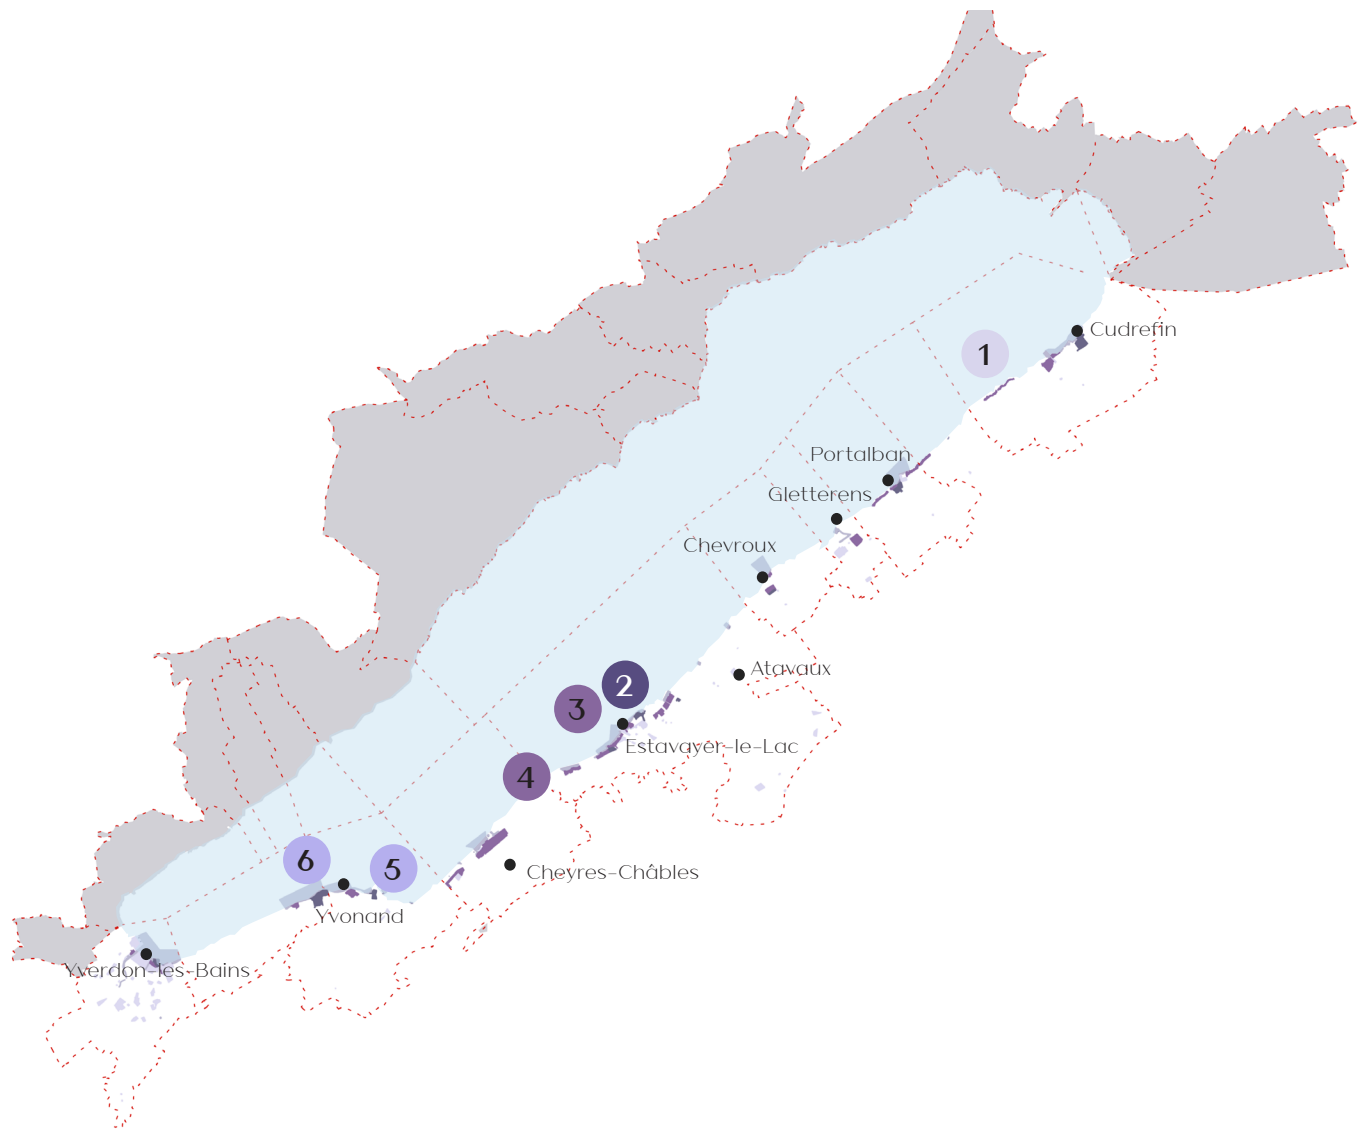 Cudrefin
1
Portalban
Gletterens
Chevroux
Atavaux
2
3
Estavayer-le-Lac
4
Cheyres-Châbles
6
5
Yvonand
Yverdon-les-Bains